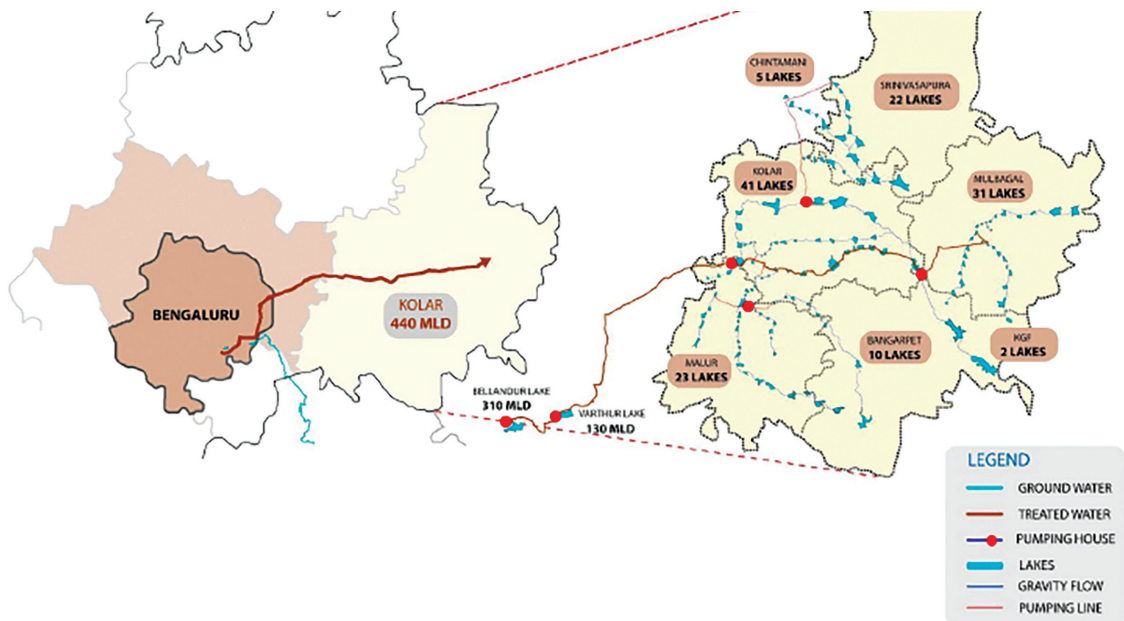 CHINTAMANI
5 LAKES
SRINIVASAPURA
22 LAKES
KOLAR
41 LAKES
MULBAGAL
31 LAKES
BENGALURU
KOLAR
440 MLD
BANGARPET
10 LAKES
KGF
2 LAKES
MALUR
23 LAKES
BELLANDUR LAKE
310 MLD
VARTHUR LAKE
130 MLD
LEGEND
GROUND WATER
TREATED WATER
PUMPING HOUSE
LAKES
GRAVITY FLOW
PUMPING LINE